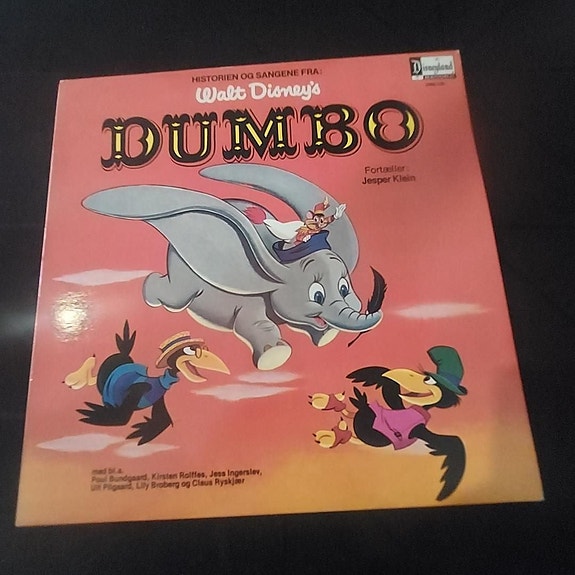 HISTORIEN OG SANGENE FRA:
Disneyland
Walt Disney's
DUMBO
Fortæller:
Jesper Klein
med bl.a.
Poul Bundgaard, Kirsten Rolffes, Jess Ingerslev,
Ulf Pilgaard, Lily Broberg og Claus Ryskjær